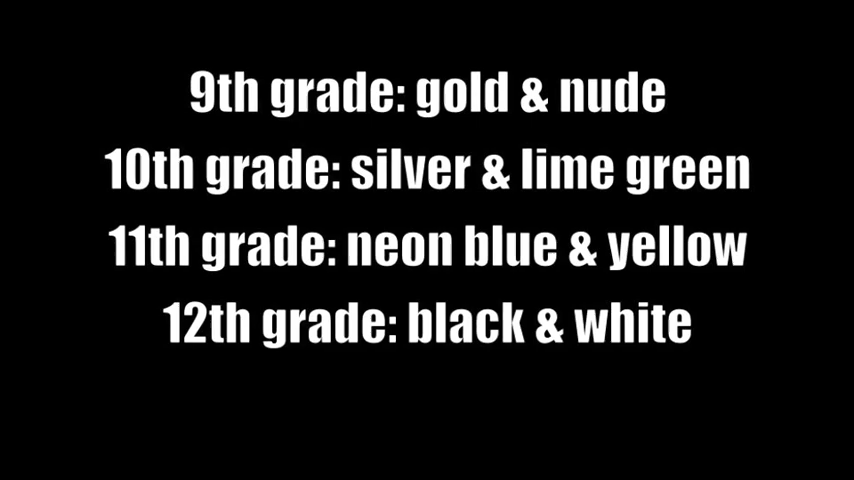 9th grade: gold & nude
10th grade: silver & lime green
11th grade: neon blue & yellow
12th grade: black & white